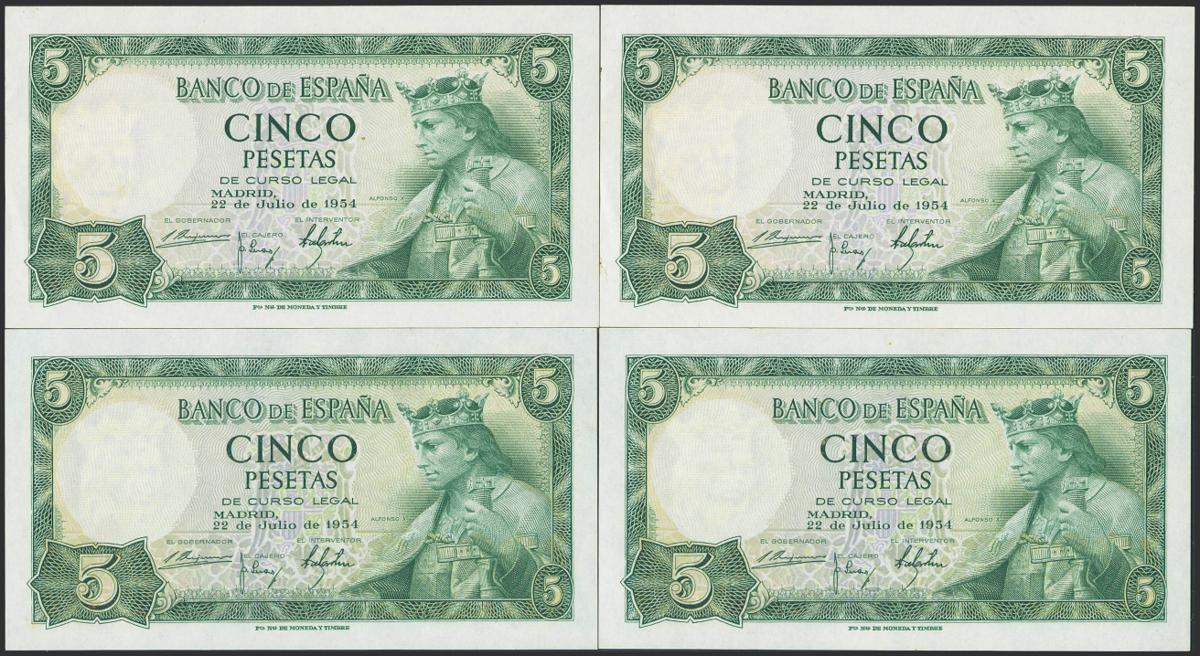 5 5
BANCO DE ESPAÑA
CINCO
PESETAS
DE CURSO LEGAL
MADRID,
22 de Julio de 1954
ALFONSO X
EL GOBERNADOR EL INTERVENTOR
EL CAJERO
5 5
Fca Nal DE MONEDA Y TIMBRE
5 5
BANCO DE ESPAÑA
CINCO
PESETAS
DE CURSO LEGAL
MADRID,
22 de Julio de 1954
ALFONSO X
EL GOBERNADOR EL INTERVENTOR
EL CAJERO
5 5
Fca Nal DE MONEDA Y TIMBRE
5 5
BANCO DE ESPAÑA
CINCO
PESETAS
DE CURSO LEGAL
MADRID,
22 de Julio de 1954
ALFONSO X
EL GOBERNADOR EL INTERVENTOR
EL CAJERO
5 5
Fca Nal DE MONEDA Y TIMBRE
5 5
BANCO DE ESPAÑA
CINCO
PESETAS
DE CURSO LEGAL
MADRID,
22 de Julio de 1954
ALFONSO X
EL GOBERNADOR EL INTERVENTOR
EL CAJERO
5 5
Fca Nal DE MONEDA Y TIMBRE